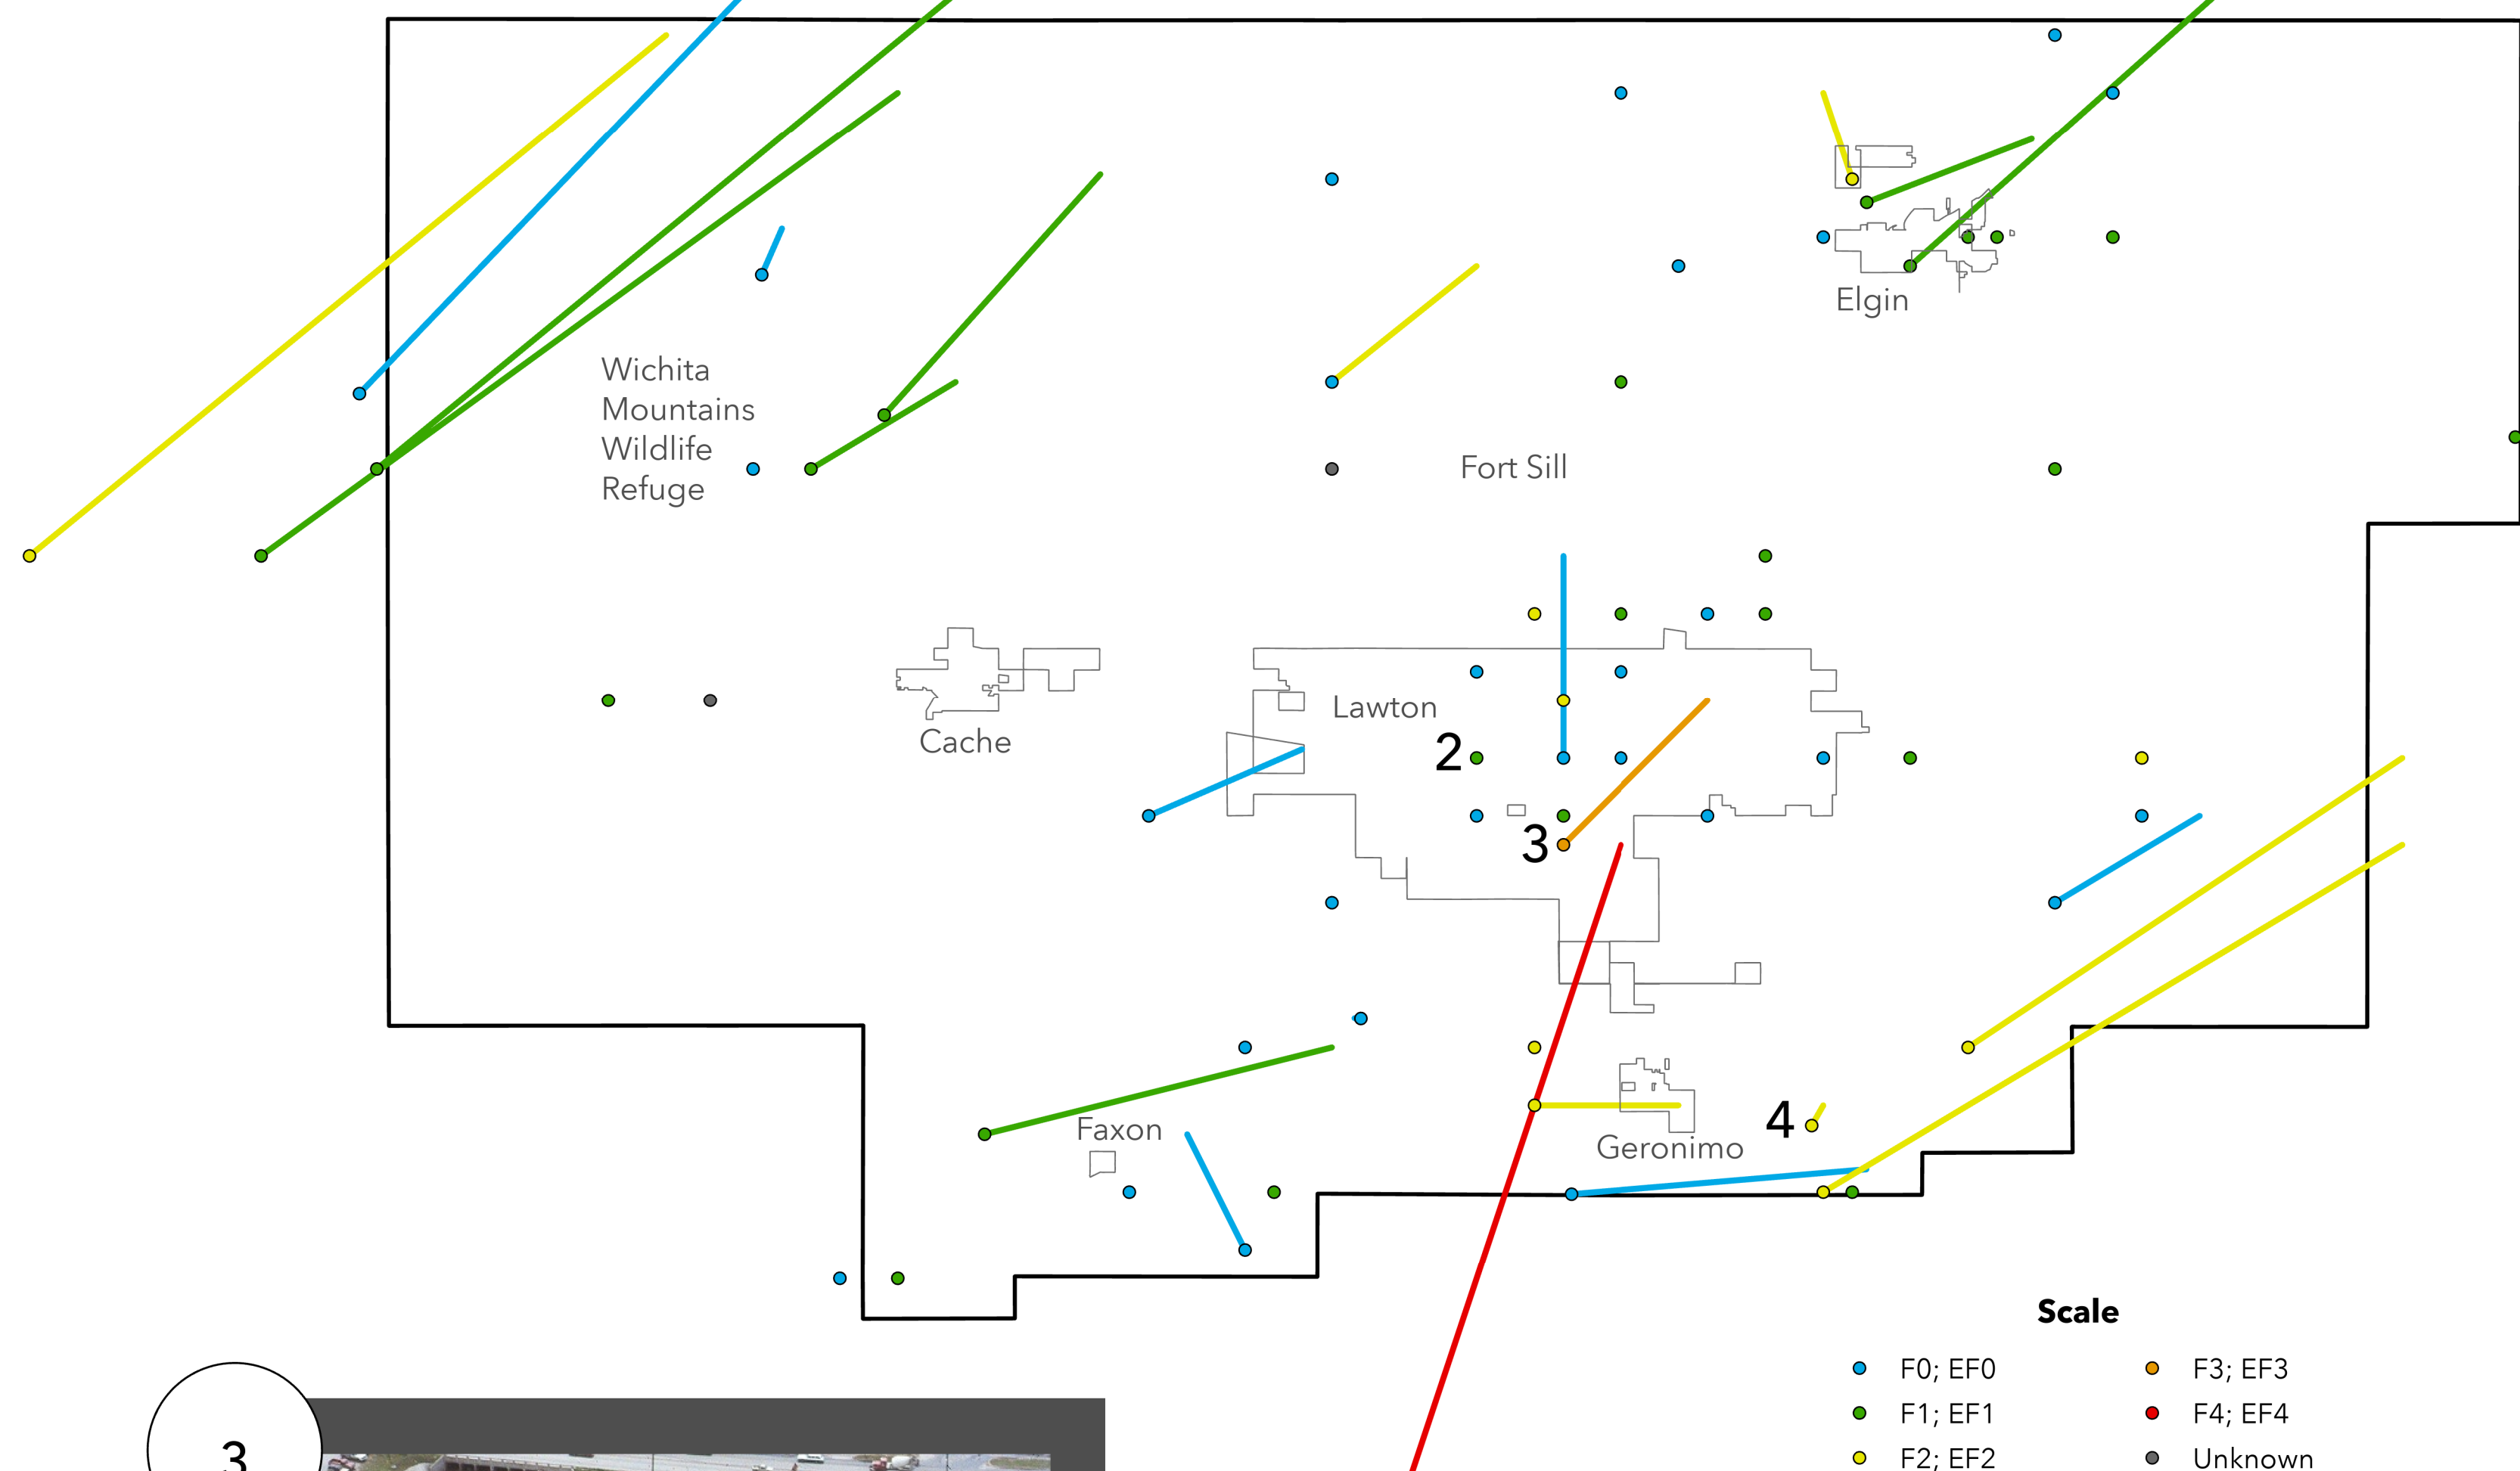 Elgin
Wichita
Mountains
Wildlife
Refuge
Fort Sill
Lawton
Cache
2
3
Faxon
4
Geronimo
Scale
F0; EF0
F3; EF3
F1; EF1
F4; EF4
F2; EF2
Unknown
3